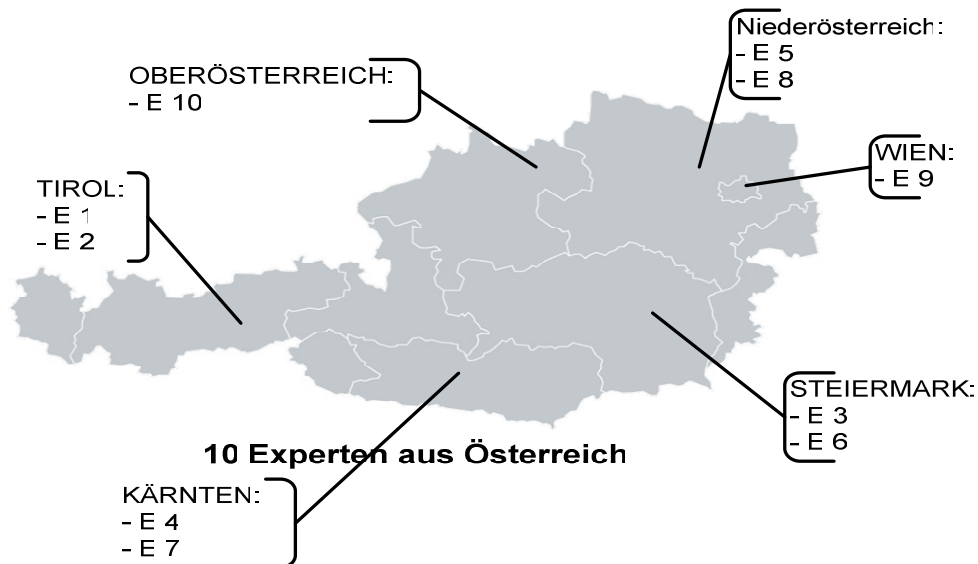 Niederösterreich:
- E 5
- E 8
OBERÖSTERREICH:
- E 10
WIEN:
- E 9
TIROL:
- E 1
- E 2
STEIERMARK:
- E 3
- E 6
10 Experten aus Österreich
KÄRNTEN:
- E 4
- E 7